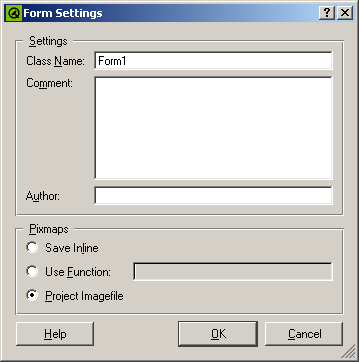 Form Settings
Settings
Class Name: Form1
Comment:
Author:
Pixmaps
Save Inline
Use Function:
Project Imagefile
Help OK Cancel